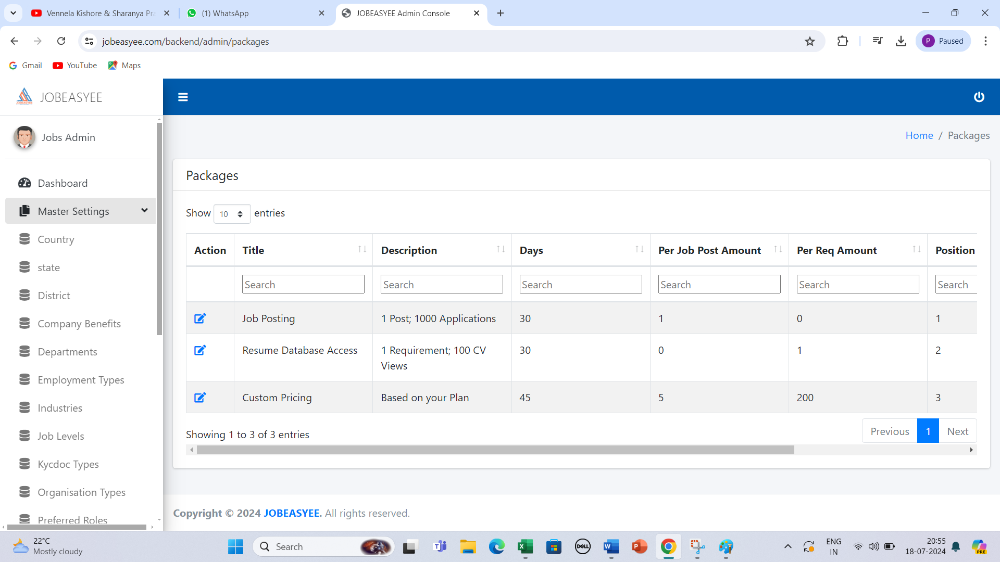 Vennela Kishore & Sharanya Pra
(1) WhatsApp
JOBEASYEE Admin Console
jobeasyee.com/backend/admin/packages
P Paused
Gmail YouTube Maps
JOBEASYEE
Jobs Admin
Home / Packages
Dashboard
Master Settings
Country
state
District
Company Benefits
Departments
Employment Types
Industries
Job Levels
Kycdoc Types
Organisation Types
Preferred Roles
Packages
Show 10 entries
Action Title Description Days Per Job Post Amount Per Req Amount Position
Search Search Search Search Search Search
Job Posting 1 Post; 1000 Applications 30 1 0 1
Resume Database Access 1 Requirement; 100 CV 30 0 1 2
Views
Custom Pricing Based on your Plan 45 5 200 3
Showing 1 to 3 of 3 entries
Previous 1 Next
Copyright © 2024 JOBEASYEE. All rights reserved.
22°C
Mostly cloudy
Search
DELL
ENG
IN
20:55
18-07-2024
PRE